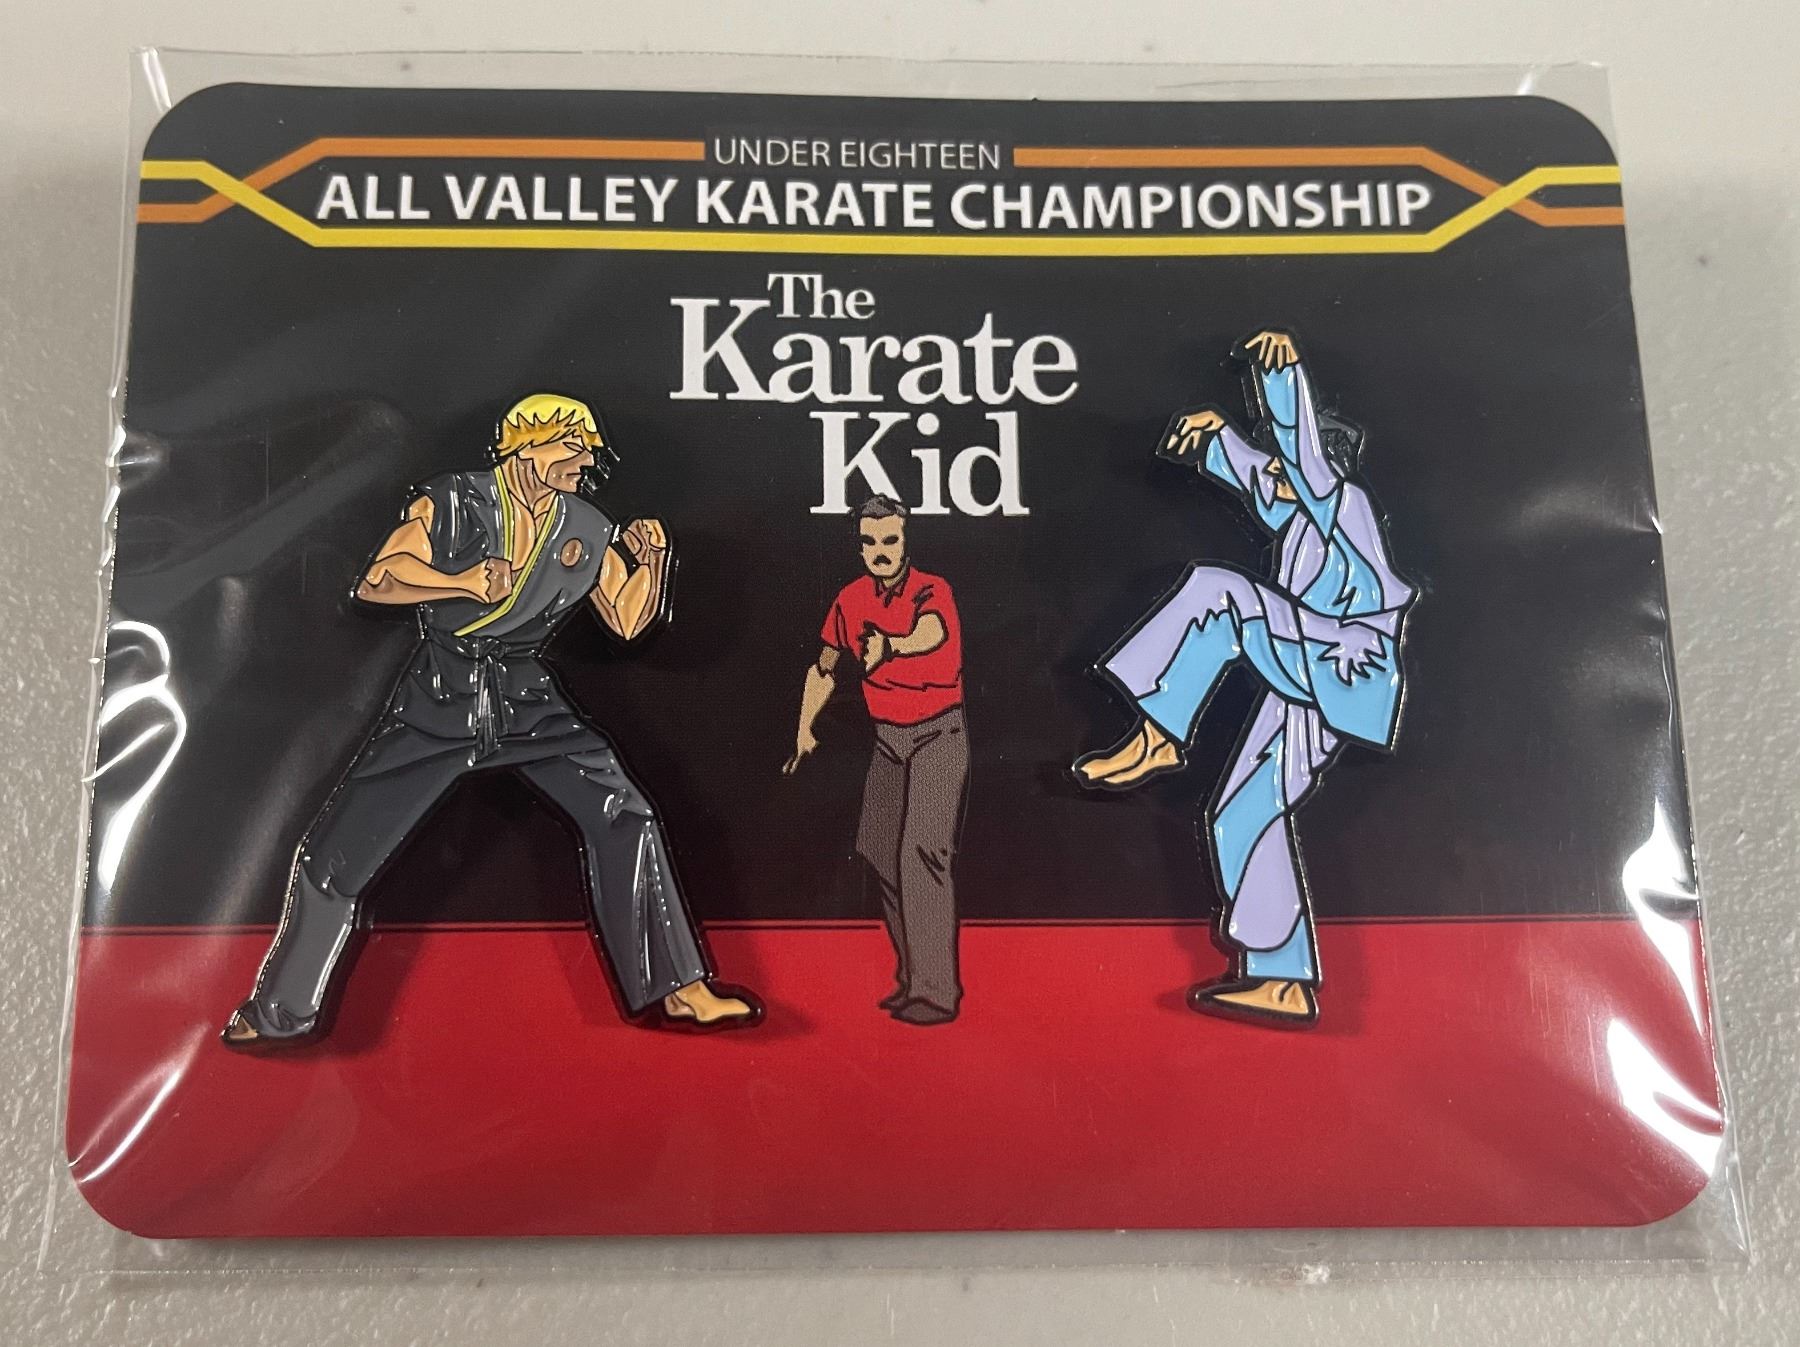 UNDER EIGHTEEN
ALL VALLEY KARATE CHAMPIONSHIP
The
Karate
Kid